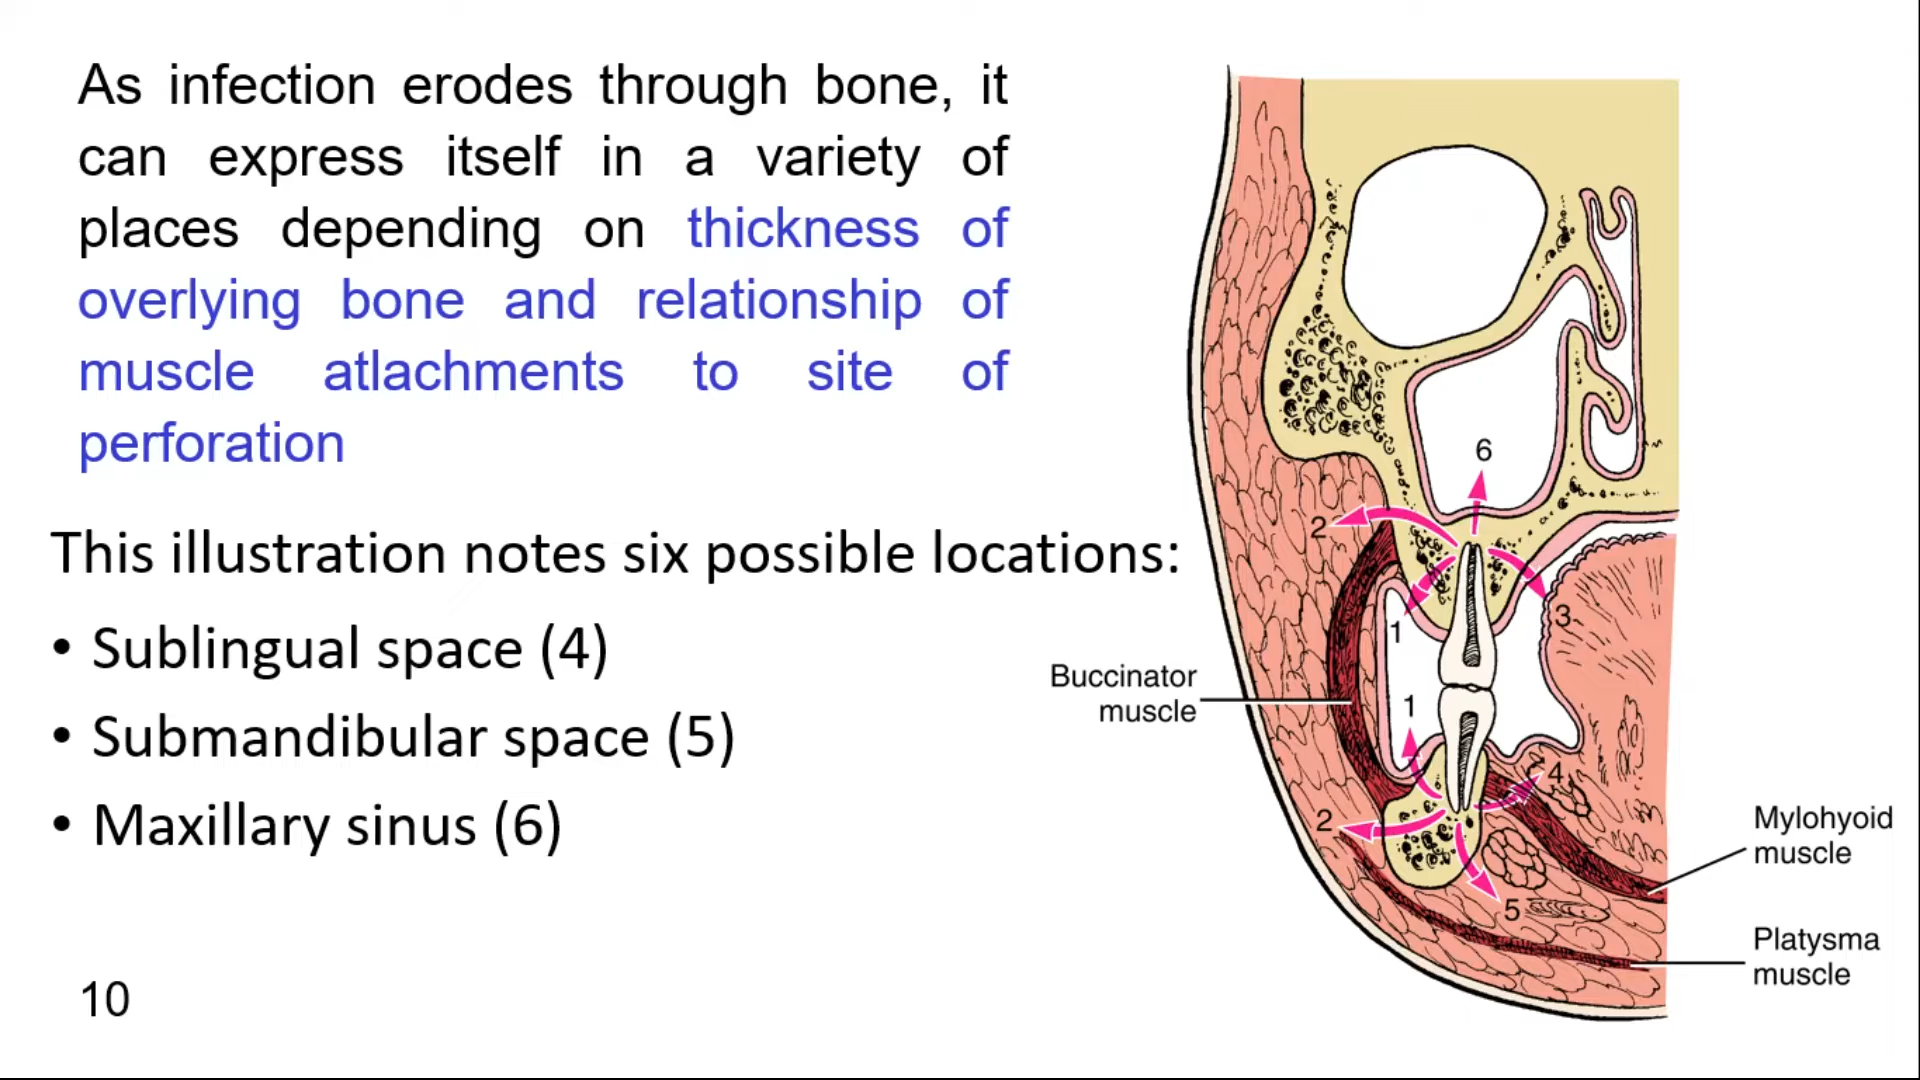 As infection erodes through bone, it
can express itself in a variety of
places depending on thickness of
overlying bone and relationship of
muscle atlachments to site of
perforation
This illustration notes six possible locations:
• Sublingual space (4)
• Submandibular space (5)
• Maxillary sinus (6)
10
6
2
3
1
Buccinator
muscle
1
4
2
5
Mylohyoid
muscle
Platysma
muscle